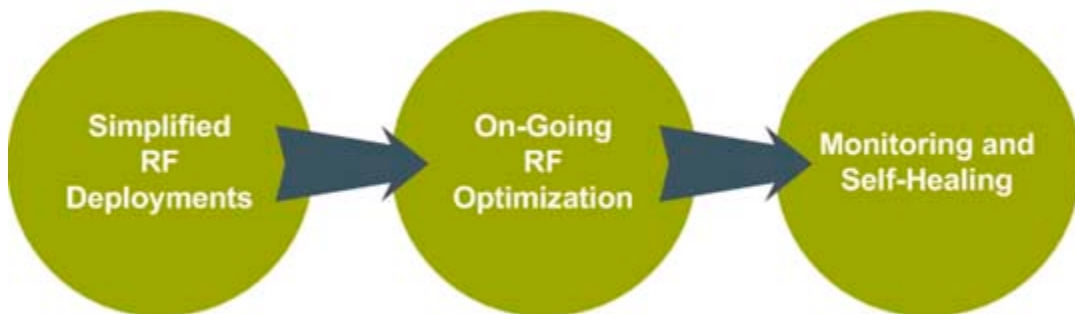 Simplified
RF
Deployments
On-Going
RF
Optimization
Monitoring and
Self-Healing